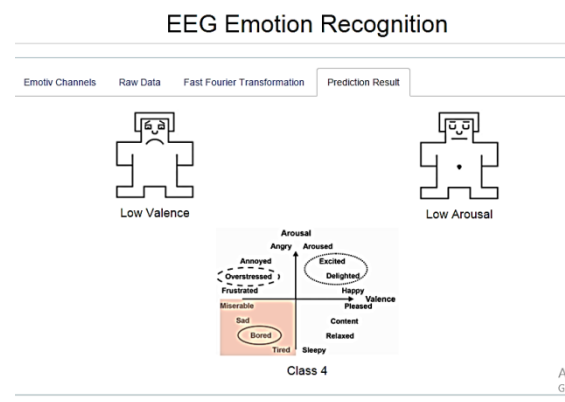 EEG Emotion Recognition
Emotiv Channels Raw Data Fast Fourier Transformation Prediction Result
Low Valence
Low Arousal
Arousal
Angry Aroused
Annoyed Excited
Overstressed Delighted
Frustrated Happy
Valence
Miserable Pleased
Sad Content
Bored Relaxed
Tired Sleepy
Class 4
A
G